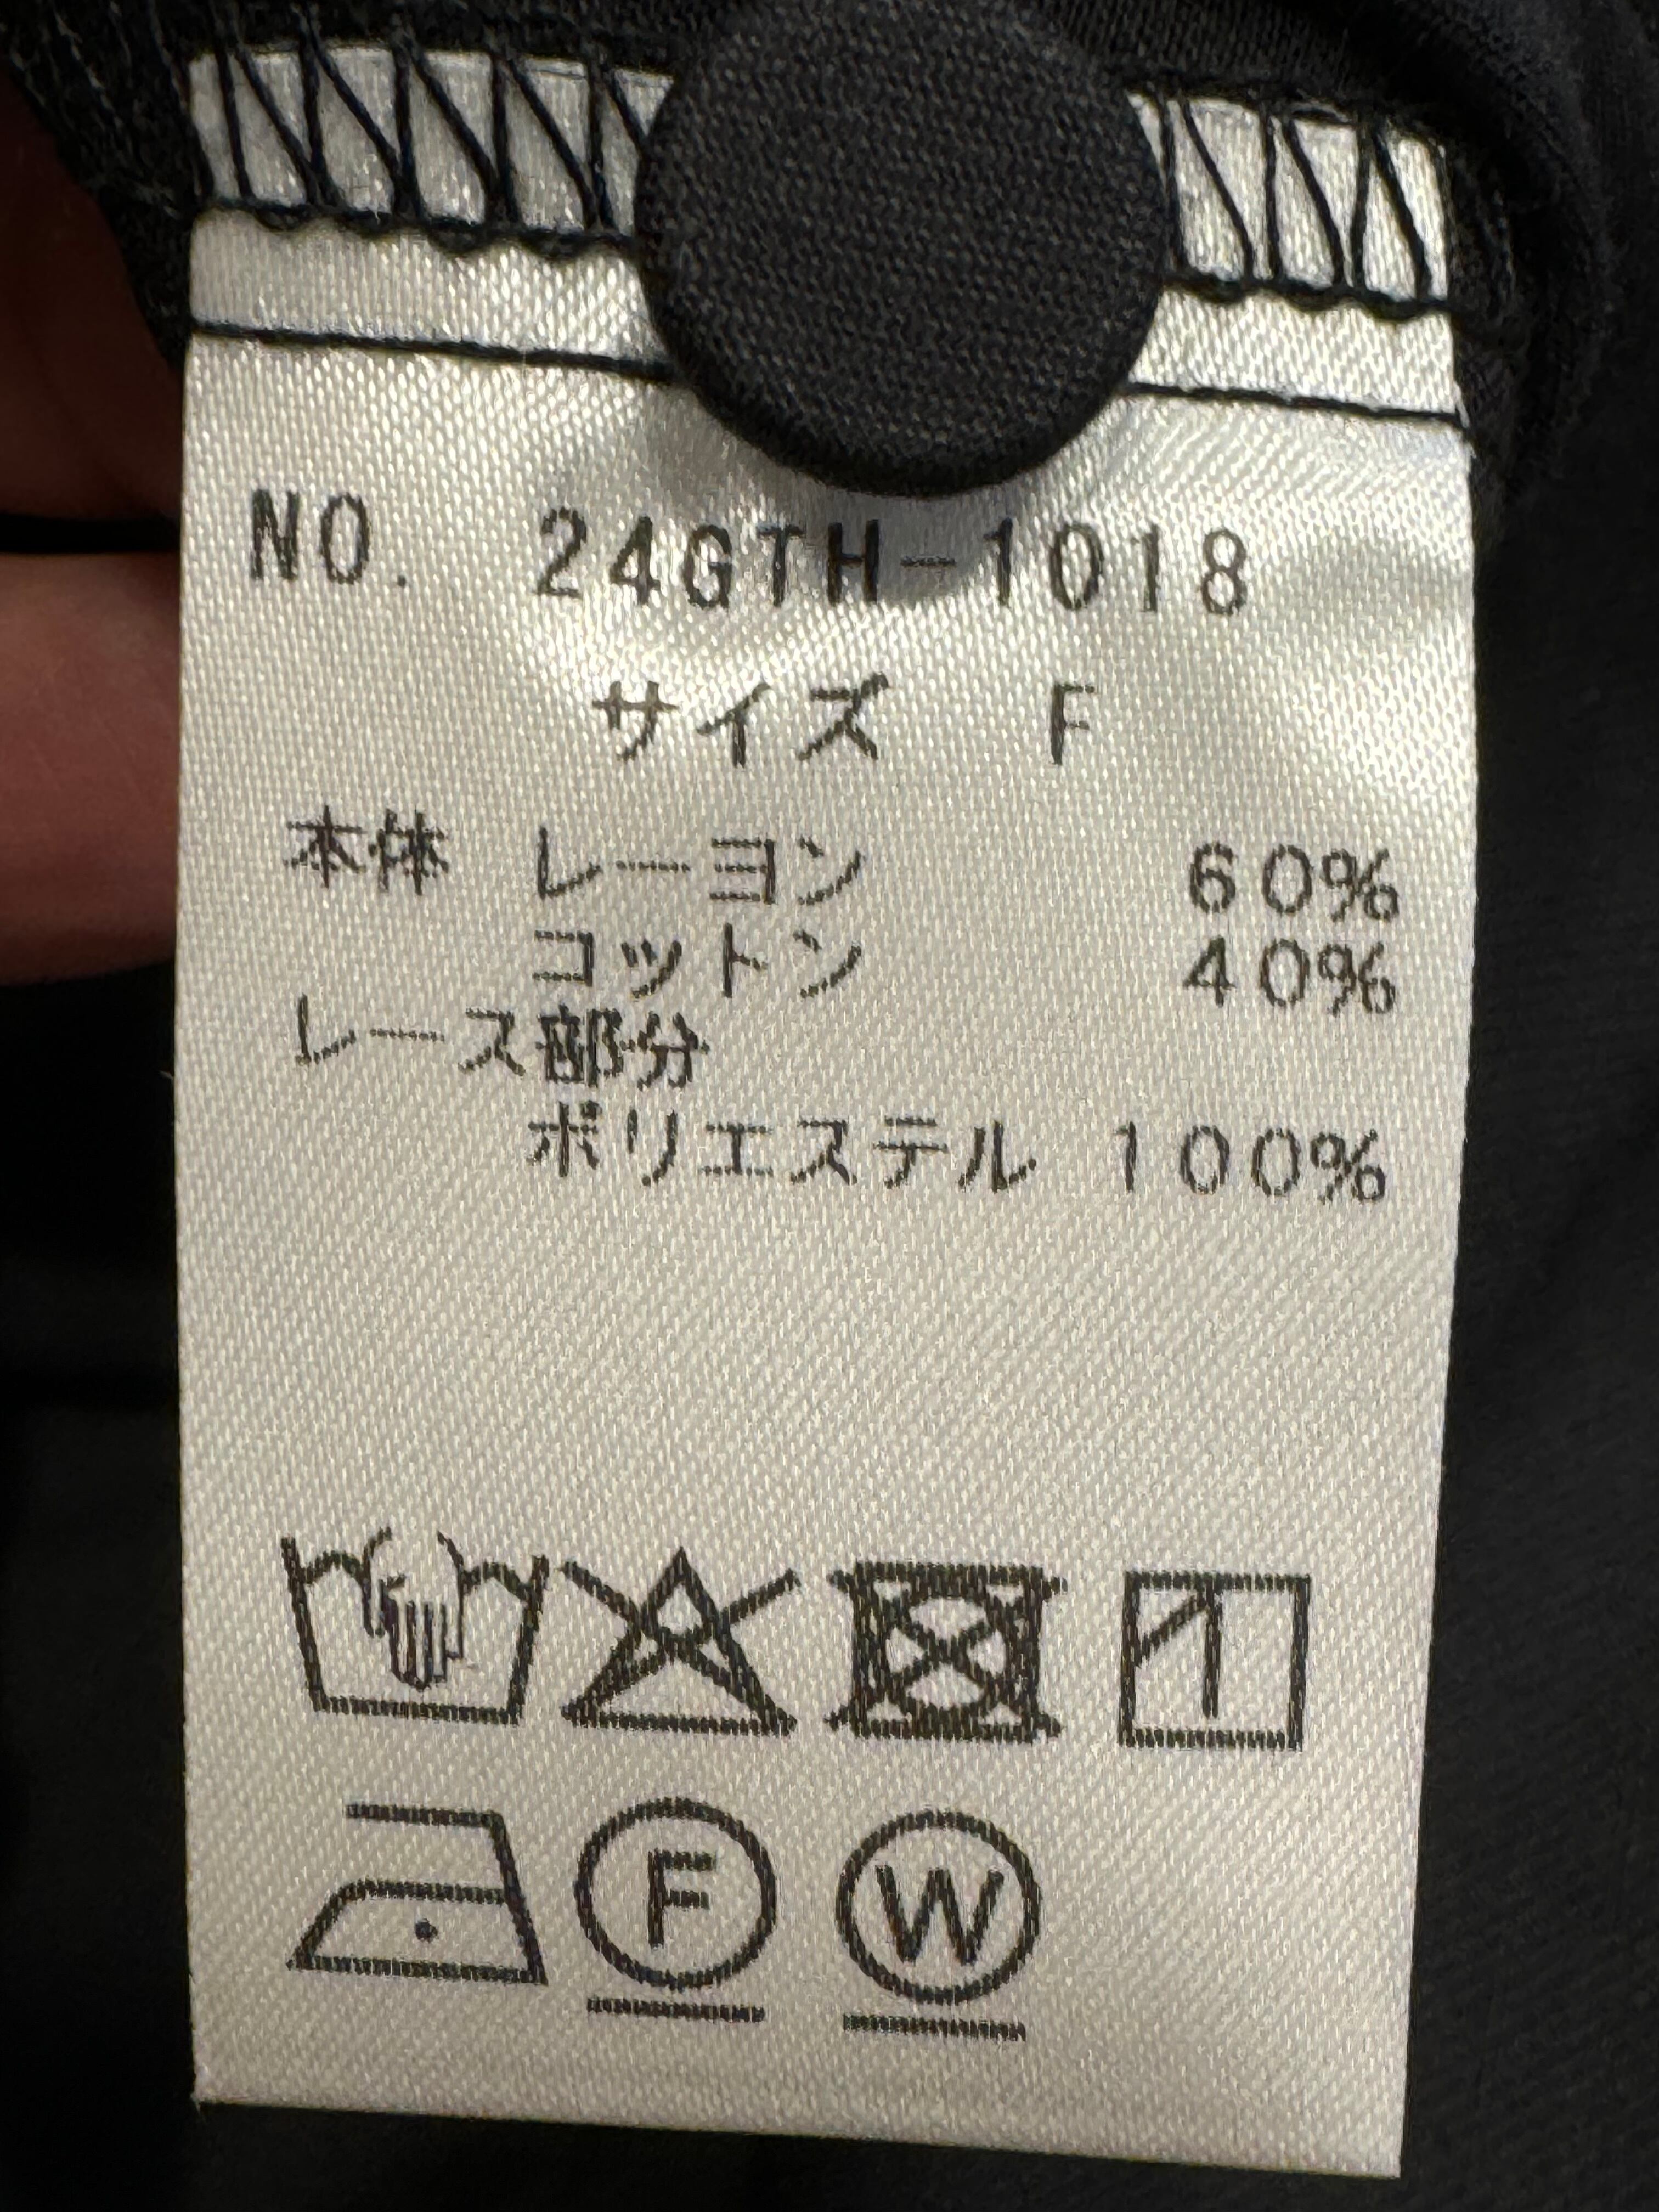 NO. 24GTH-1018
サイズ F
本体 レーヨン 60%
コットン 40%
レース部分
ポリエステル 100%
F W